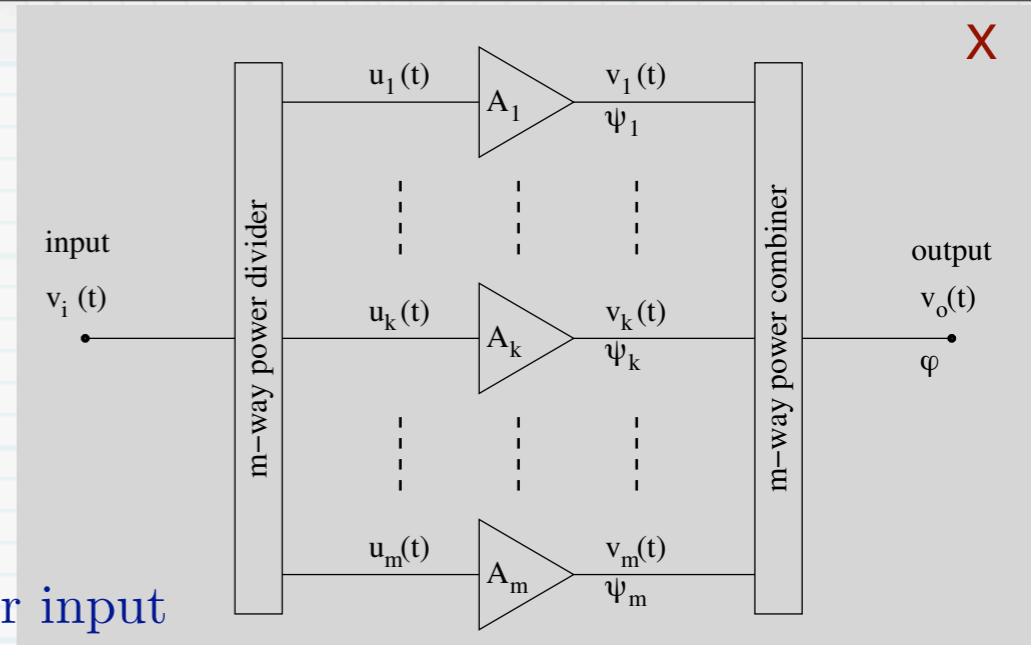 X
u1(t)
A1
v1(t)
ψ1
m-way power divider
m-way power combiner
input
vi (t)
uk(t)
Ak
vk(t)
ψk
output
vo(t)
φ
um(t)
Am
vm(t)
ψm
r input